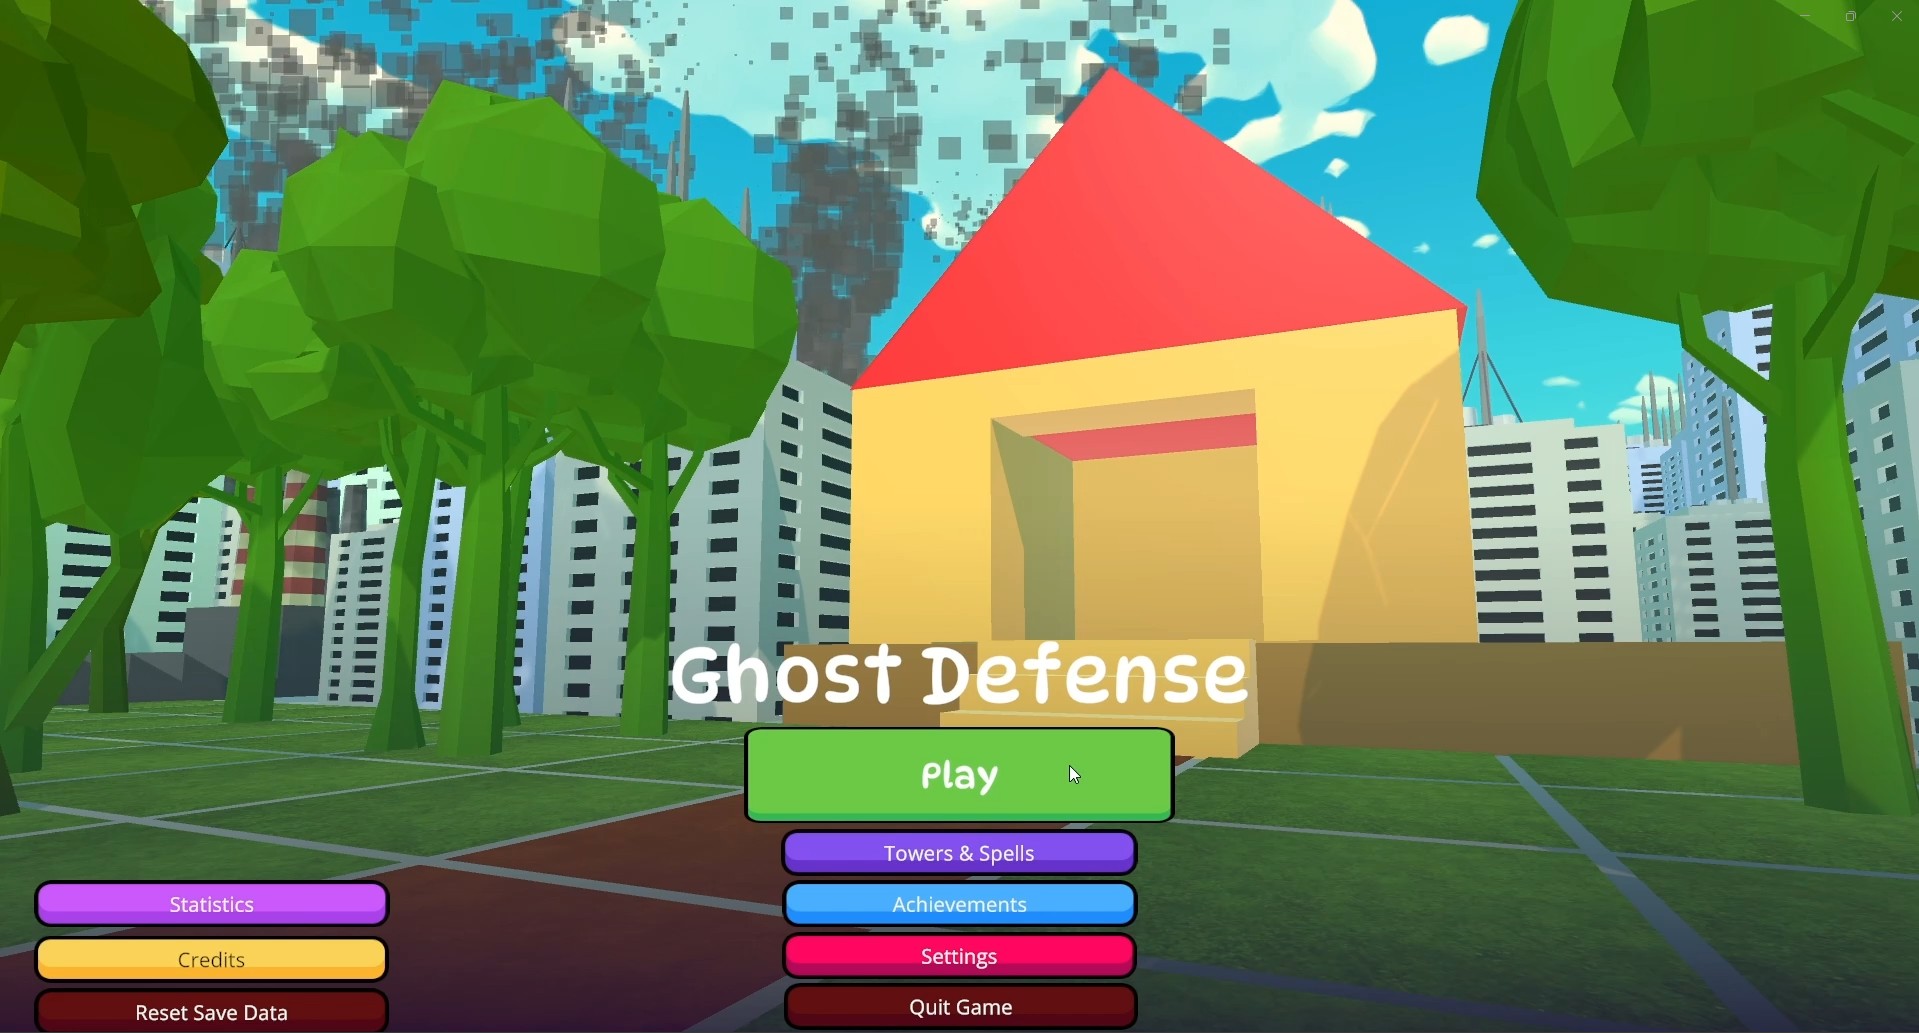 Ghost Defense
Play
Towers & Spells
Achievements
Settings
Quit Game
Statistics
Credits
Reset Save Data